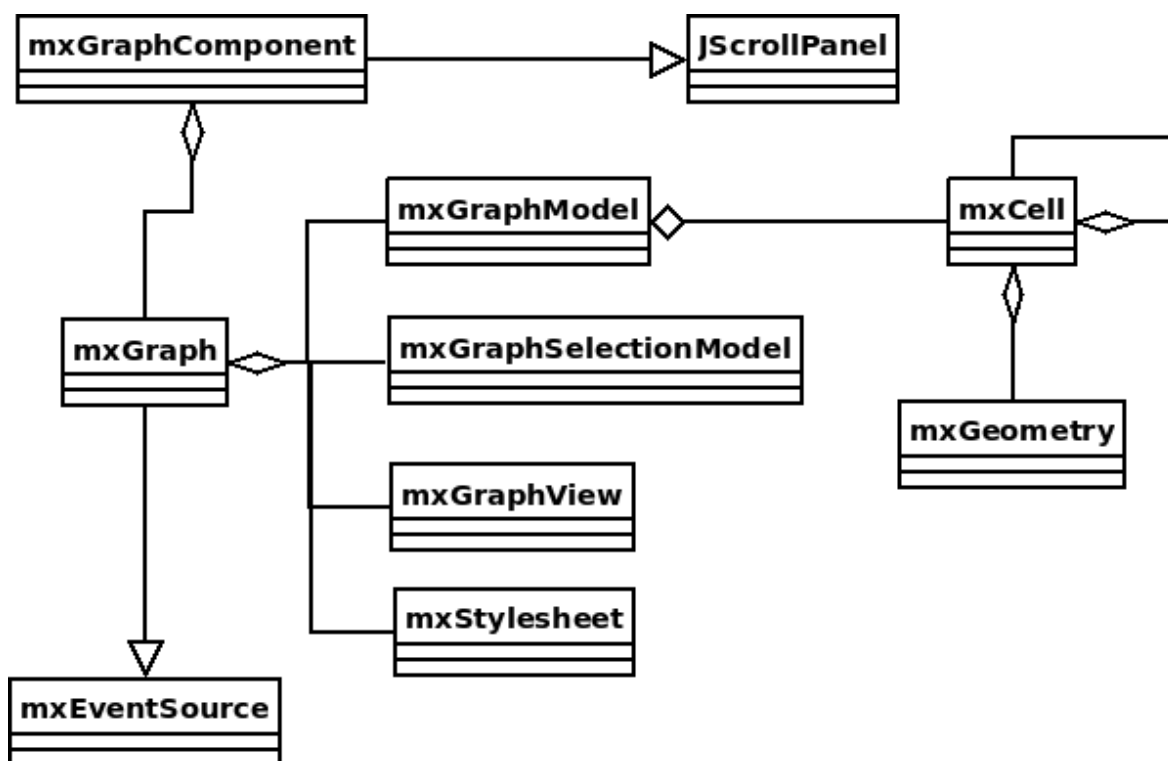 mxGraphComponent
JScrollPanel
mxGraphModel
mxCell
mxGraph
mxGraphSelectionModel
mxGeometry
mxGraphView
mxStylesheet
mxEventSource